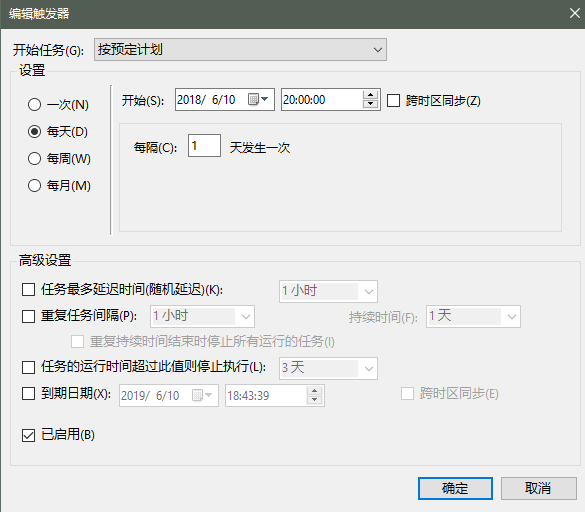 编辑触发器
开始任务(G): 按预定计划
设置
一次(N)
每天(D)
每周(W)
每月(M)
开始(S): 2018/ 6/10 20:00:00 跨时区同步(Z)
每隔(C): 1 天发生一次
高级设置
任务最多延迟时间(随机延迟)(K): 1 小时
重复任务间隔(P): 1 小时 持续时间(F): 1 天
重复持续时间结束时停止所有运行的任务(I)
任务的运行时间超过此值则停止执行(L): 3 天
到期日期(X): 2019/ 6/10 18:43:39 跨时区同步(E)
已启用(B)
确定 取消